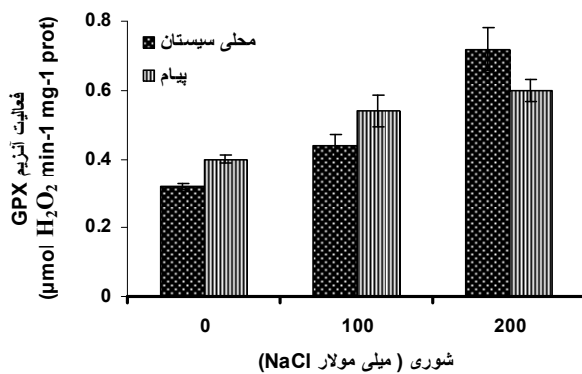 محلی سیستان
پیام
فعالیت آنزیم GPX
(µmol H₂O₂ min-1 mg-1 prot)
0.8
0.6
0.4
0.2
0
0
100
200
شوری ( میلی مولار NaCl)